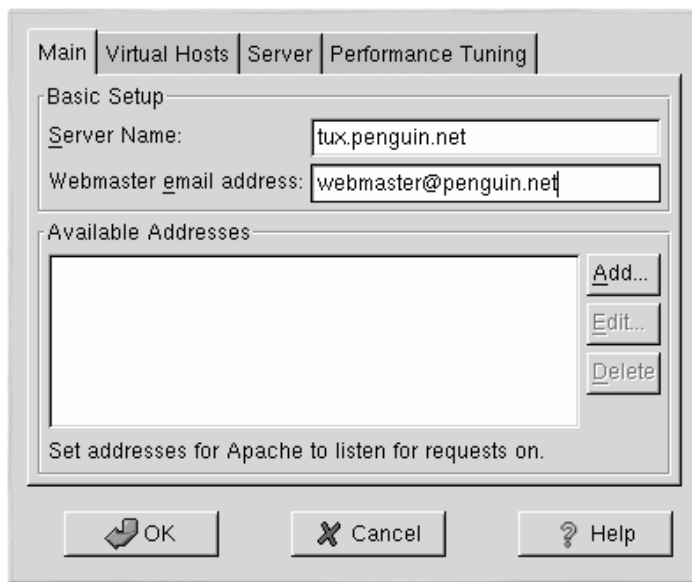 Main Virtual Hosts Server Performance Tuning
Basic Setup
Server Name: tux.penguin.net
Webmaster email address: webmaster@penguin.net
Available Addresses
Add...
Edit...
Delete
Set addresses for Apache to listen for requests on.
OK Cancel Help